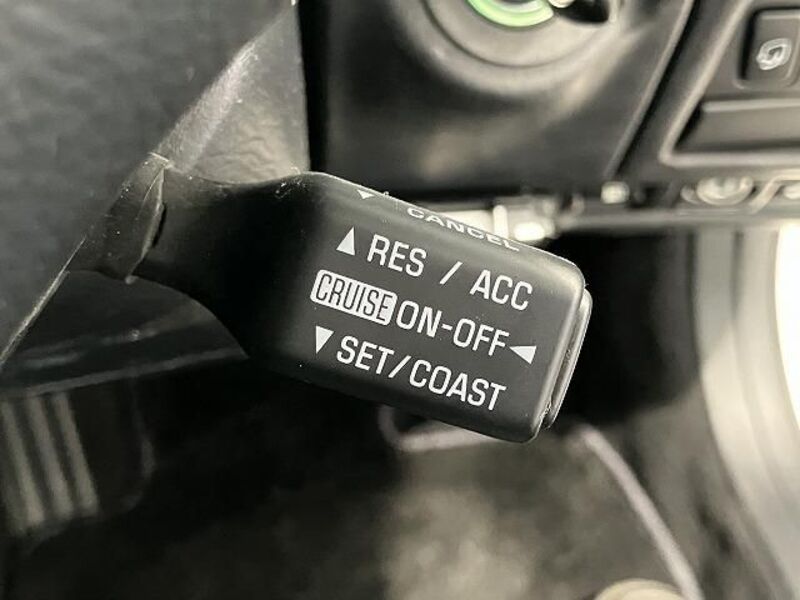 CANCEL
RES / ACC
CRUISE ON-OFF
SET/COAST